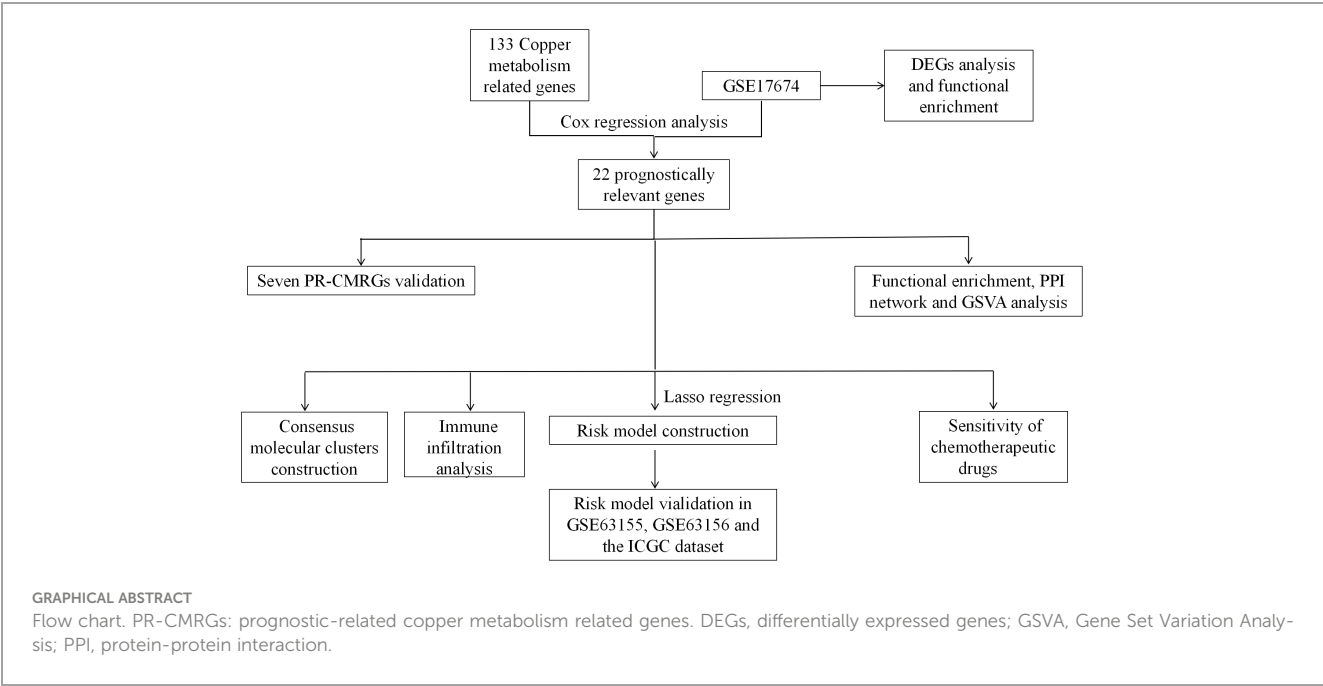 133 Copper
metabolism
related genes
GSE17674
DEGs analysis
and functional
enrichment
Cox regression analysis
22 prognostically
relevant genes
Seven PR-CMRGs validation
Functional enrichment, PPI
network and GSVA analysis
Lasso regression
Consensus
molecular clusters
construction
Immune
infiltration
analysis
Risk model construction
Sensitivity of
chemotherapeutic
drugs
Risk model vialidation in
GSE63155, GSE63156 and
the ICGC dataset
GRAPHICAL ABSTRACT
Flow chart. PR-CMRGs: prognostic-related copper metabolism related genes. DEGs, differentially expressed genes; GSVA, Gene Set Variation Analy-
sis; PPI, protein-protein interaction.